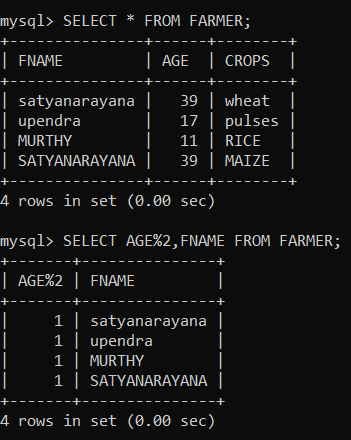 mysql> SELECT * FROM FARMER;
+---------------+------+--------+
| FNAME         | AGE  | CROPS  |
+---------------+------+--------+
| satyanarayana |   39 | wheat  |
| upendra       |   17 | pulses |
| MURTHY        |   11 | RICE   |
| SATYANARAYANA |   39 | MAIZE  |
+---------------+------+--------+
4 rows in set (0.00 sec)

mysql> SELECT AGE%2,FNAME FROM FARMER;
+-------+---------------+
| AGE%2 | FNAME         |
+-------+---------------+
|     1 | satyanarayana |
|     1 | upendra       |
|     1 | MURTHY        |
|     1 | SATYANARAYANA |
+-------+---------------+
4 rows in set (0.00 sec)